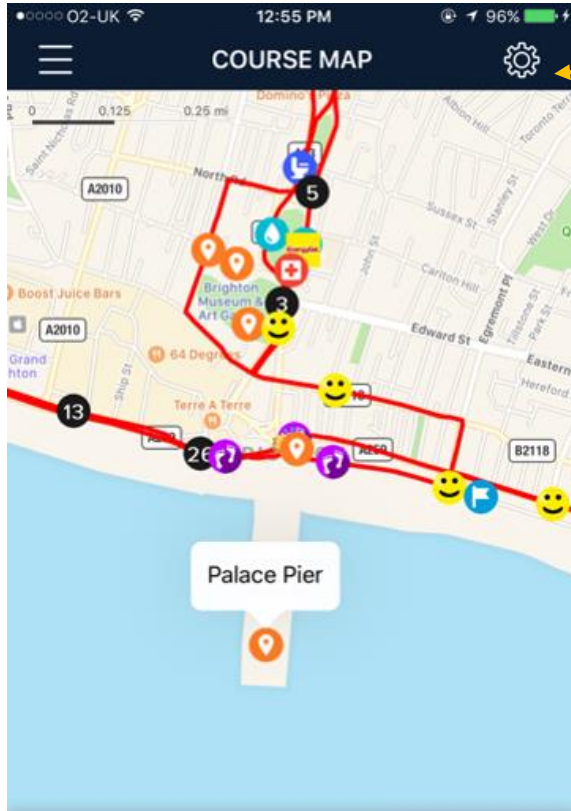 O2-UK 12:55 PM 96%
COURSE MAP
0 0.125 0.25 mi
Domino's Pizza
Albion Hill
Toronto Ter
Saint Nicholas Rd
A2010
North Rd
5
Stanley St
West Dr
Sussex St
John St
Carlton Hill
Boost Juice Bars
Brighton
Museum &
Art Ga
3
Egremont Pl
Tillstone St
Park St
A2010
Edward St
Grand
hton
64 Degrees
Eastern
Hereford
Ship St
Terre A Terre
13
26
A259
B2118
Palace Pier